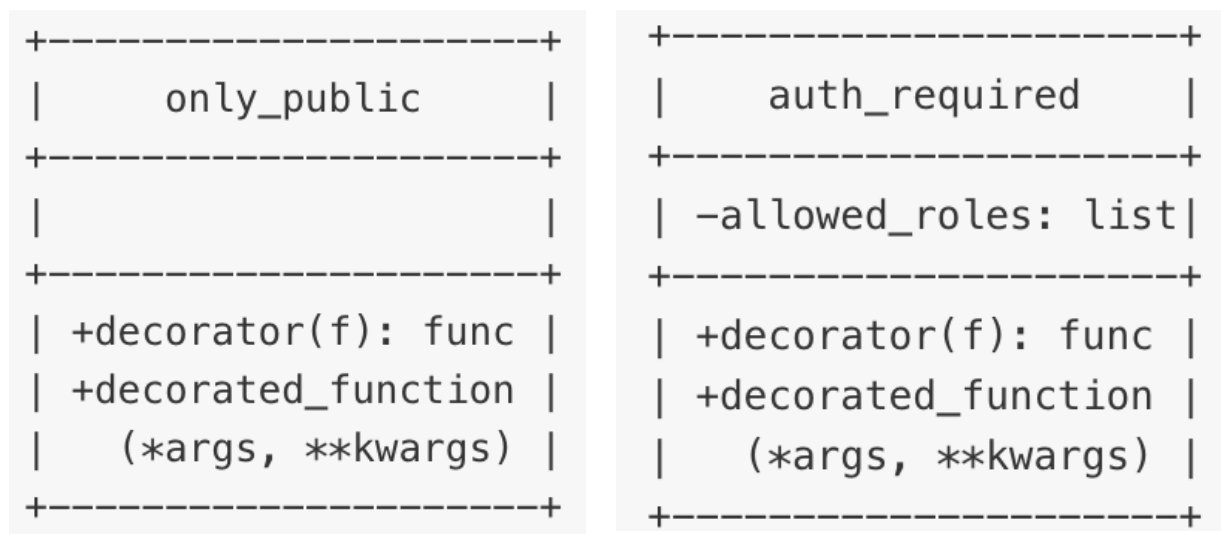 +---------------------+
|     only_public     |
+---------------------+
|                     |
+---------------------+
| +decorator(f): func |
| +decorated_function |
|   (*args, **kwargs) |
+---------------------+
+---------------------+
|    auth_required    |
+---------------------+
| -allowed_roles: list|
+---------------------+
| +decorator(f): func |
| +decorated_function |
|   (*args, **kwargs) |
+---------------------+